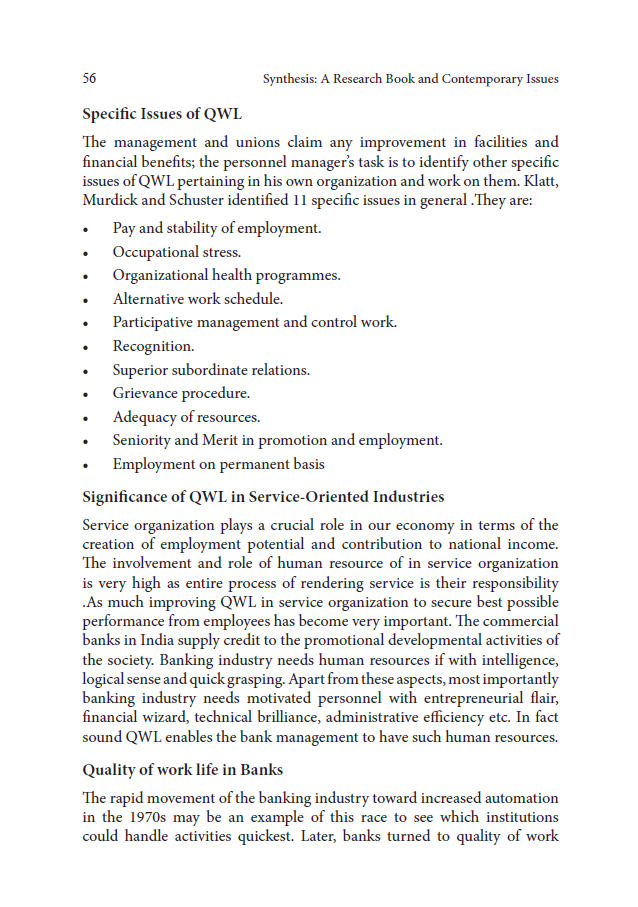 56 Synthesis: A Research Book and Contemporary Issues
Specific Issues of QWL
The management and unions claim any improvement in facilities and
financial benefits; the personnel manager's task is to identify other specific
issues of QWL pertaining in his own organization and work on them. Klatt,
Murdick and Schuster identified 11 specific issues in general .They are:
• Pay and stability of employment.
• Occupational stress.
• Organizational health programmes.
• Alternative work schedule.
• Participative management and control work.
• Recognition.
• Superior subordinate relations.
• Grievance procedure.
• Adequacy of resources.
• Seniority and Merit in promotion and employment.
• Employment on permanent basis
Significance of QWL in Service-Oriented Industries
Service organization plays a crucial role in our economy in terms of the
creation of employment potential and contribution to national income.
The involvement and role of human resource of in service organization
is very high as entire process of rendering service is their responsibility
.As much improving QWL in service organization to secure best possible
performance from employees has become very important. The commercial
banks in India supply credit to the promotional developmental activities of
the society. Banking industry needs human resources if with intelligence,
logical sense and quick grasping. Apart from these aspects, most importantly
banking industry needs motivated personnel with entrepreneurial flair,
financial wizard, technical brilliance, administrative efficiency etc. In fact
sound QWL enables the bank management to have such human resources.
Quality of work life in Banks
The rapid movement of the banking industry toward increased automation
in the 1970s may be an example of this race to see which institutions
could handle activities quickest. Later, banks turned to quality of work